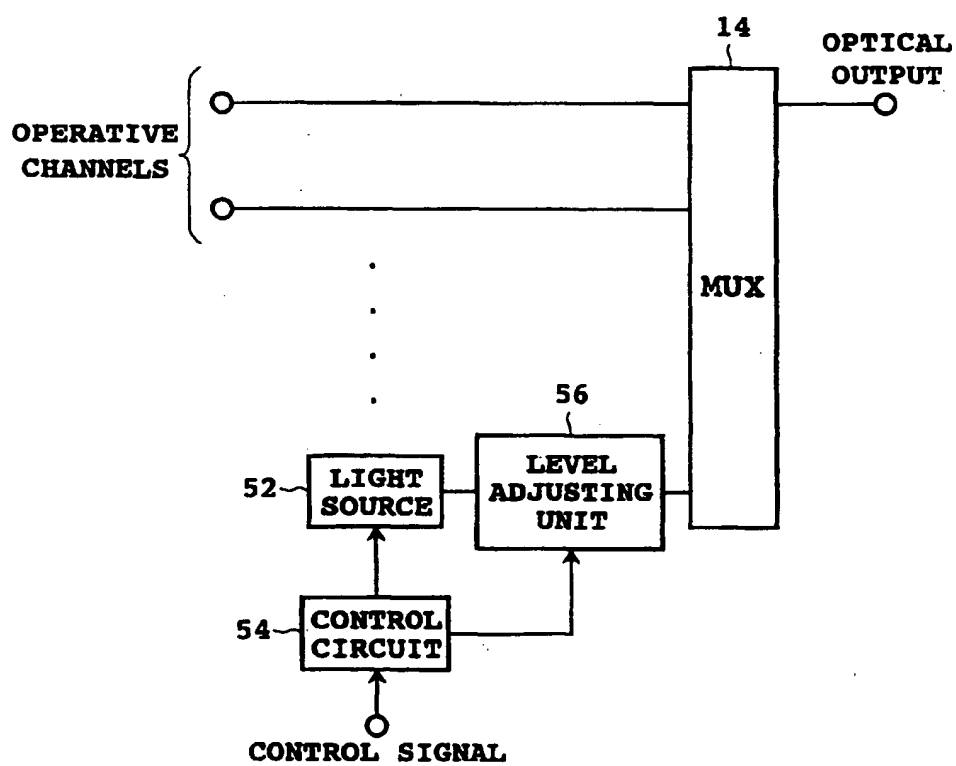 14
OPTICAL
OUTPUT
OPERATIVE
CHANNELS
MUX
56
52
LIGHT
SOURCE
LEVEL
ADJUSTING
UNIT
54
CONTROL
CIRCUIT
CONTROL SIGNAL